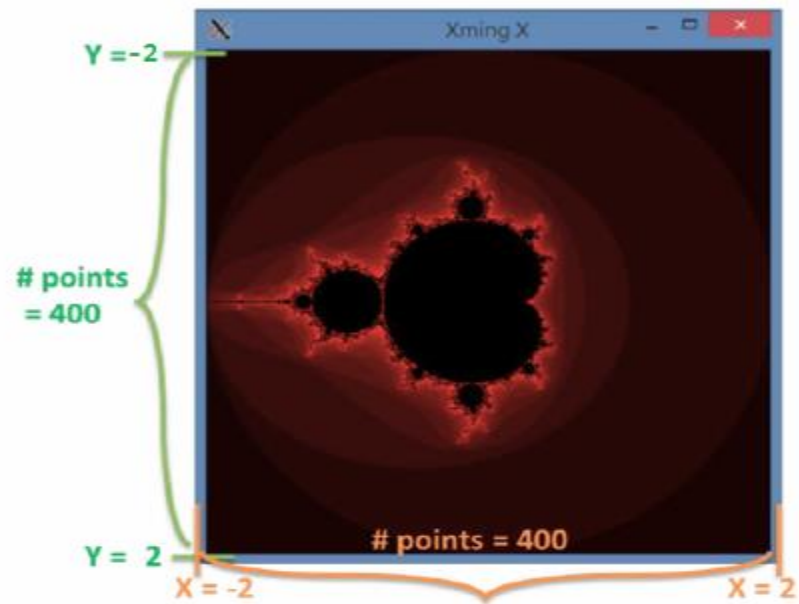 Xming X
Y =-2
# points
= 400
# points = 400
Y = 2
X = -2
X = 2